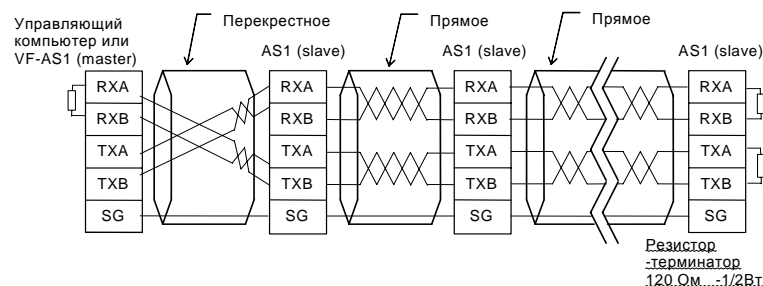 Управляющий
компьютер или
VF-AS1 (master)
Перекрестное
AS1 (slave)
Прямое
AS1 (slave)
Прямое
AS1 (slave)
RXA
RXB
TXA
TXB
SG
RXA
RXB
TXA
TXB
SG
RXA
RXB
TXA
TXB
SG
RXA
RXB
TXA
TXB
SG
Резистор
-терминатор
120 Ом -1/2Вт